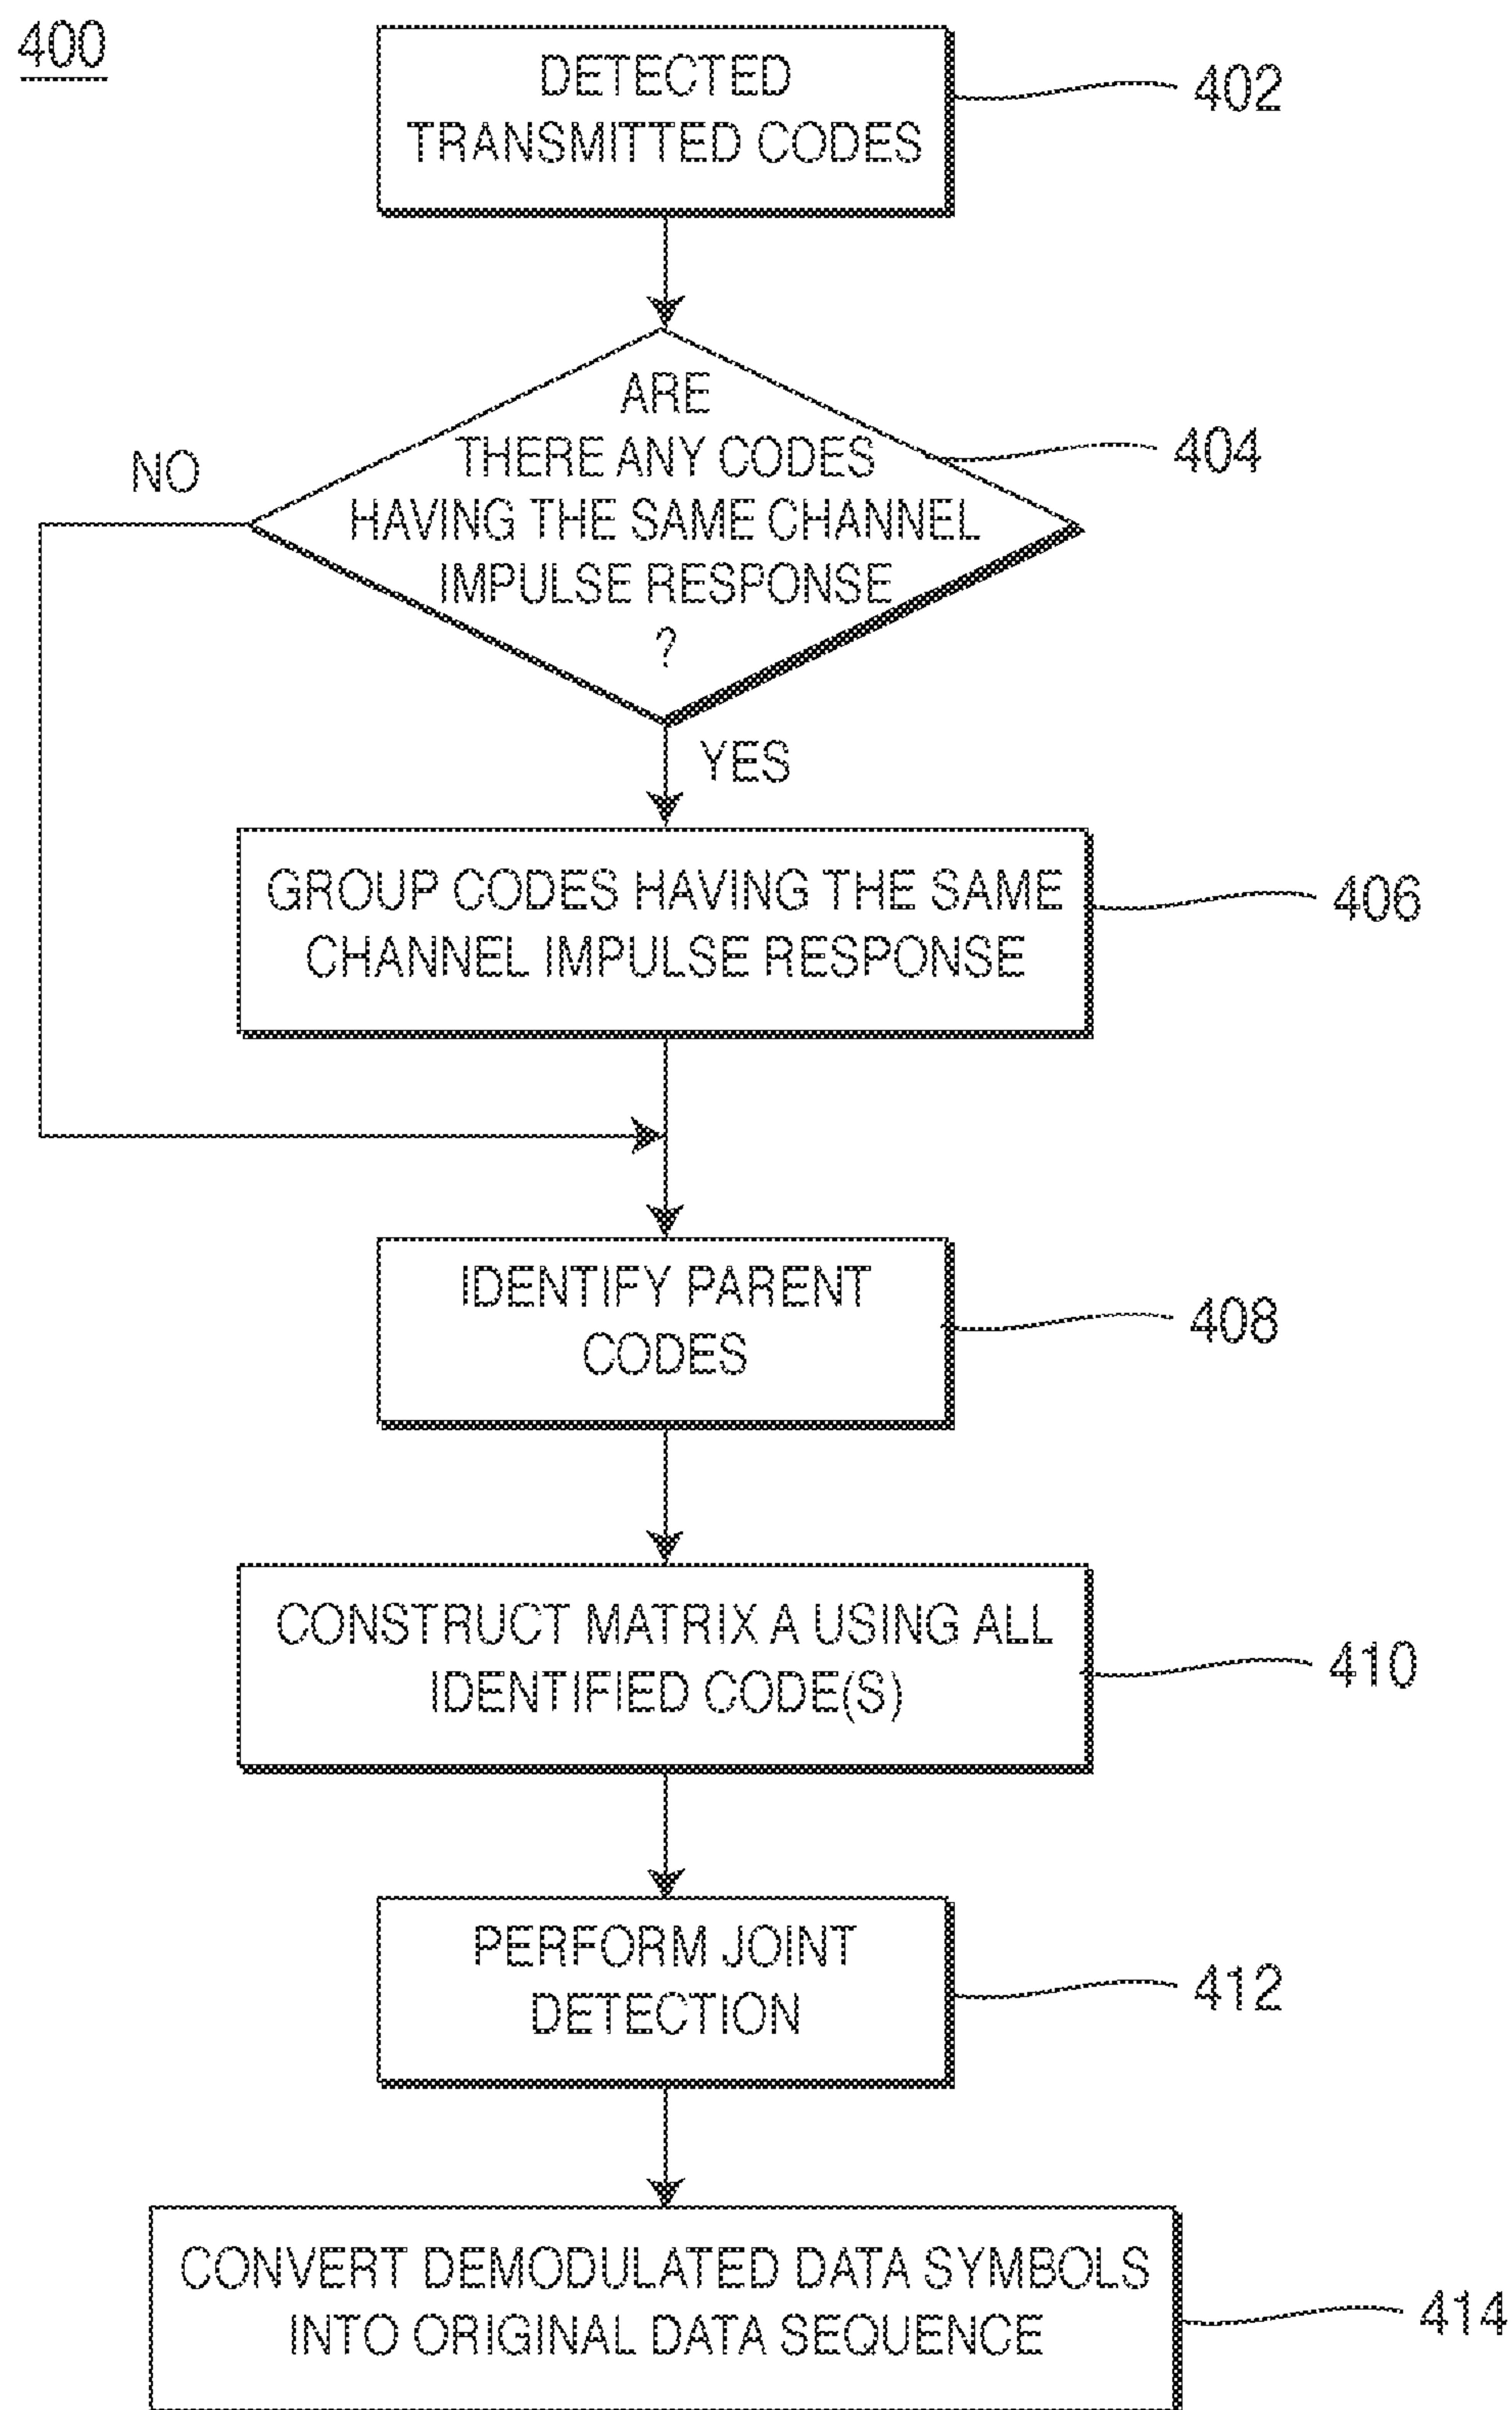 400
DETECTED
TRANSMITTED CODES
402
ARE
THERE ANY CODES
HAVING THE SAME CHANNEL
IMPULSE RESPONSE
?
404
NO
YES
GROUP CODES HAVING THE SAME
CHANNEL IMPULSE RESPONSE
406
IDENTIFY PARENT
CODES
408
CONSTRUCT MATRIX A USING ALL
IDENTIFIED CODE(S)
410
PERFORM JOINT
DETECTION
412
CONVERT DEMODULATED DATA SYMBOLS
INTO ORIGINAL DATA SEQUENCE
414